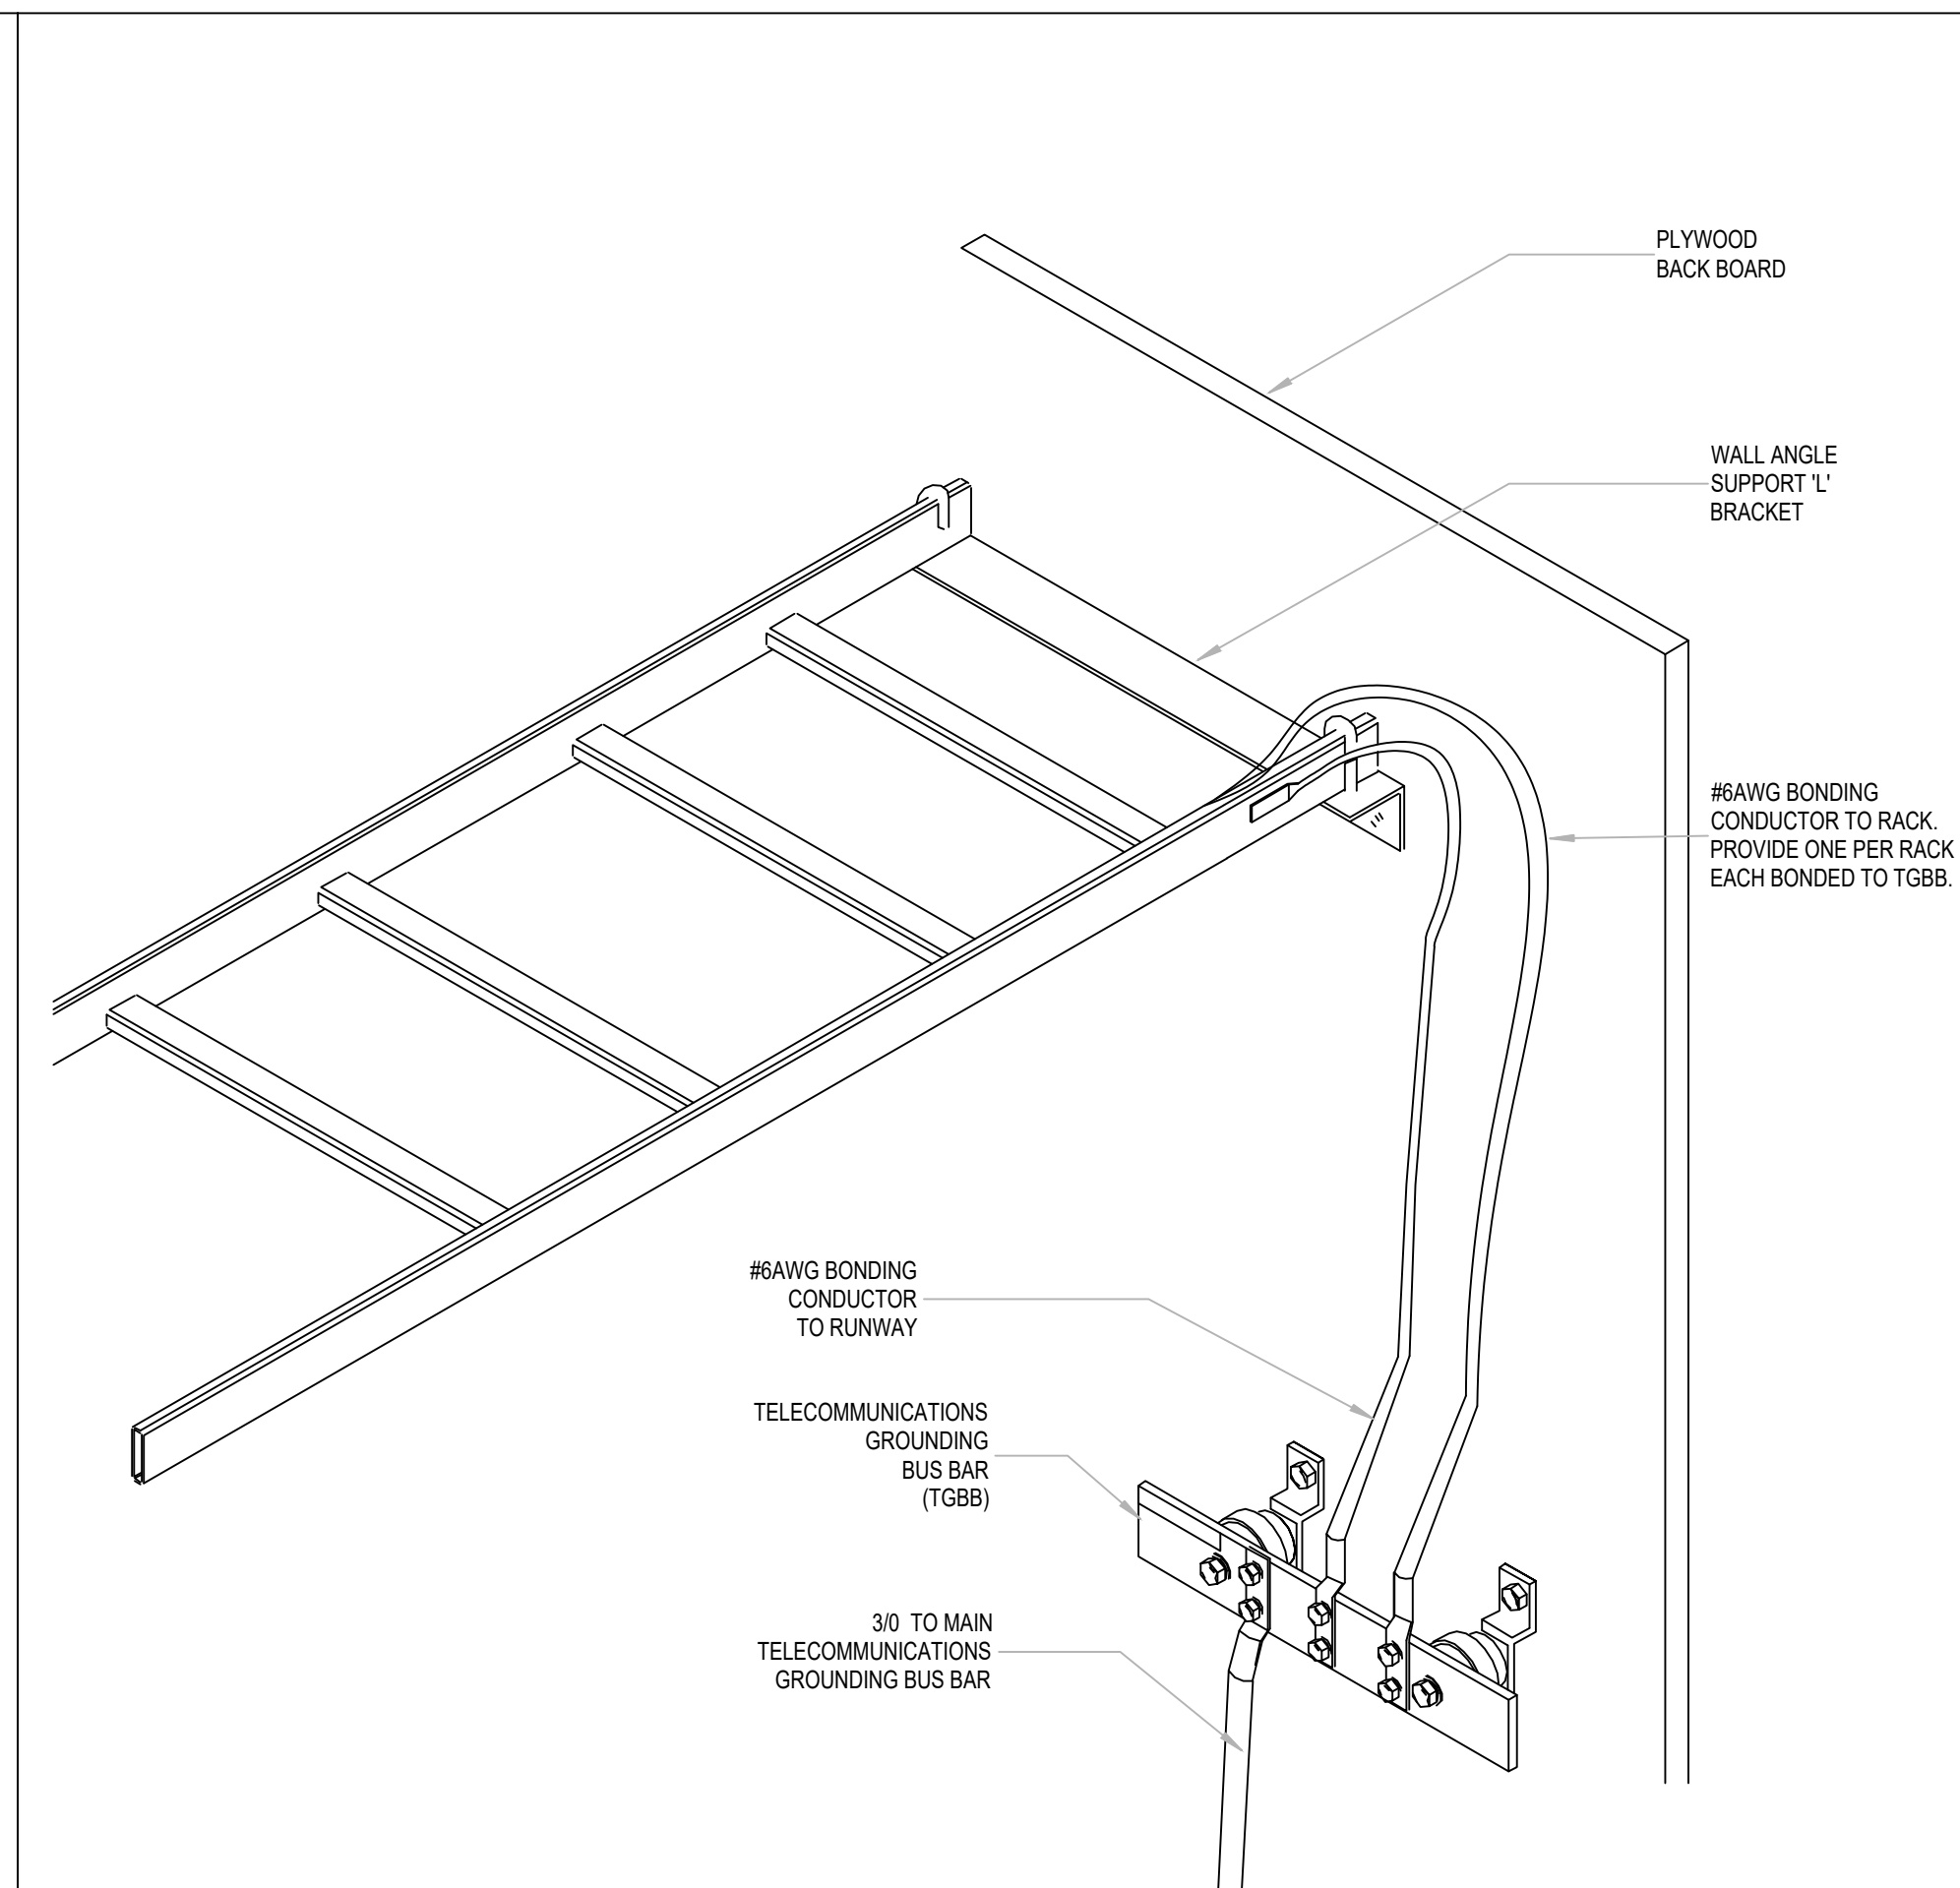 PLYWOOD
BACK BOARD
WALL ANGLE
SUPPORT 'L'
BRACKET
#6AWG BONDING
CONDUCTOR TO RACK.
PROVIDE ONE PER RACK
EACH BONDED TO TGBB.
#6AWG BONDING
CONDUCTOR
TO RUNWAY
TELECOMMUNICATIONS
GROUNDING
BUS BAR
(TGBB)
3/0 TO MAIN
TELECOMMUNICATIONS
GROUNDING BUS BAR